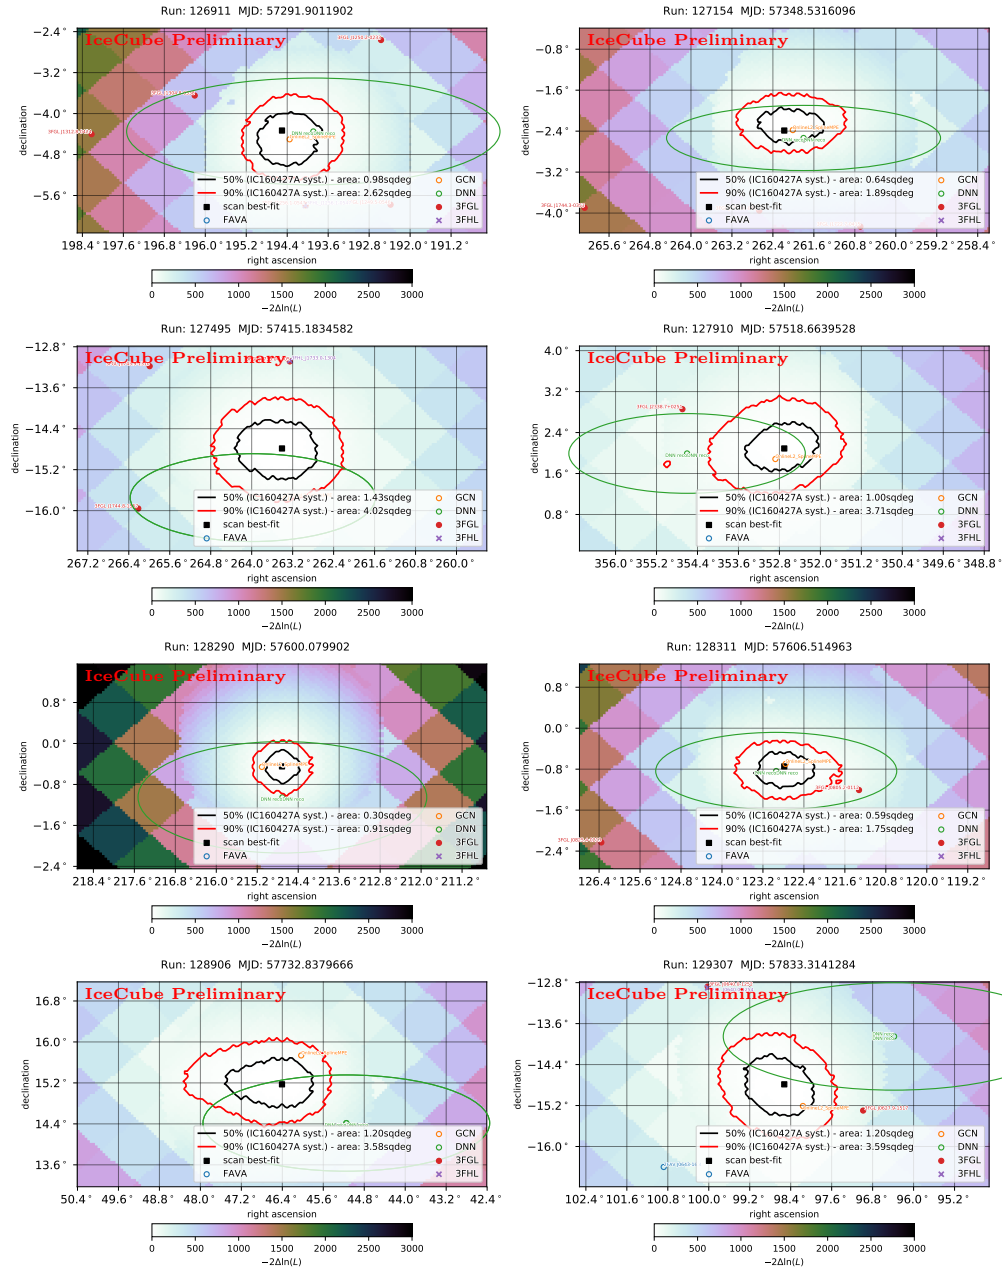 Run: 126911 MJD: 57291.9011902
IceCube Preliminary
−2.4°
−3.2°
−4.0°
−4.8°
−5.6°
declination
50% (IC160427A syst.) - area: 0.98sqdeg
90% (IC160427A syst.) - area: 2.62sqdeg
scan best-fit
FAVA
GCN
DNN
3FGL
3FHL
198.4° 197.6° 196.8° 196.0° 195.2° 194.4° 193.6° 192.8° 192.0° 191.2°
right ascension
0 500 1000 1500 2000 2500 3000
−2Δln(L)
Run: 127154 MJD: 57348.5316096
IceCube Preliminary
−0.8°
−1.6°
−2.4°
−3.2°
−4.0°
declination
50% (IC160427A syst.) - area: 0.64sqdeg
90% (IC160427A syst.) - area: 1.89sqdeg
scan best-fit
FAVA
GCN
DNN
3FGL
3FHL
265.6° 264.8° 264.0° 263.2° 262.4° 261.6° 260.8° 260.0° 259.2° 258.4°
right ascension
0 500 1000 1500 2000 2500 3000
−2Δln(L)
Run: 127495 MJD: 57415.1834582
IceCube Preliminary
−12.8°
−13.6°
−14.4°
−15.2°
−16.0°
declination
50% (IC160427A syst.) - area: 1.43sqdeg
90% (IC160427A syst.) - area: 4.02sqdeg
scan best-fit
FAVA
GCN
DNN
3FGL
3FHL
267.2° 266.4° 265.6° 264.8° 264.0° 263.2° 262.4° 261.6° 260.8° 260.0°
right ascension
0 500 1000 1500 2000 2500 3000
−2Δln(L)
Run: 127910 MJD: 57518.6639528
IceCube Preliminary
4.0°
3.2°
2.4°
1.6°
0.8°
declination
3FGL J2338.7+0251
50% (IC160427A syst.) - area: 1.00sqdeg
90% (IC160427A syst.) - area: 3.71sqdeg
scan best-fit
FAVA
GCN
DNN
3FGL
3FHL
356.0° 355.2° 354.4° 353.6° 352.8° 352.0° 351.2° 350.4° 349.6° 348.8°
right ascension
0 500 1000 1500 2000 2500 3000
−2Δln(L)
Run: 128290 MJD: 57600.079902
IceCube Preliminary
0.8°
0.0°
−0.8°
−1.6°
−2.4°
declination
50% (IC160427A syst.) - area: 0.30sqdeg
90% (IC160427A syst.) - area: 0.91sqdeg
scan best-fit
FAVA
GCN
DNN
3FGL
3FHL
218.4° 217.6° 216.8° 216.0° 215.2° 214.4° 213.6° 212.8° 212.0° 211.2°
right ascension
0 500 1000 1500 2000 2500 3000
−2Δln(L)
Run: 128311 MJD: 57606.514963
IceCube Preliminary
0.8°
0.0°
−0.8°
−1.6°
−2.4°
declination
50% (IC160427A syst.) - area: 0.59sqdeg
90% (IC160427A syst.) - area: 1.75sqdeg
scan best-fit
FAVA
GCN
DNN
3FGL
3FHL
126.4° 125.6° 124.8° 124.0° 123.2° 122.4° 121.6° 120.8° 120.0° 119.2°
right ascension
0 500 1000 1500 2000 2500 3000
−2Δln(L)
Run: 128906 MJD: 57732.8379666
IceCube Preliminary
16.8°
16.0°
15.2°
14.4°
13.6°
declination
50% (IC160427A syst.) - area: 1.20sqdeg
90% (IC160427A syst.) - area: 3.58sqdeg
scan best-fit
FAVA
GCN
DNN
3FGL
3FHL
50.4° 49.6° 48.8° 48.0° 47.2° 46.4° 45.6° 44.8° 44.0° 43.2° 42.4°
right ascension
0 500 1000 1500 2000 2500 3000
−2Δln(L)
Run: 129307 MJD: 57833.3141284
IceCube Preliminary
−12.8°
−13.6°
−14.4°
−15.2°
−16.0°
declination
50% (IC160427A syst.) - area: 1.20sqdeg
90% (IC160427A syst.) - area: 3.59sqdeg
scan best-fit
FAVA
GCN
DNN
3FGL
3FHL
102.4° 101.6° 100.8° 100.0° 99.2° 98.4° 97.6° 96.8° 96.0° 95.2°
right ascension
0 500 1000 1500 2000 2500 3000
−2Δln(L)